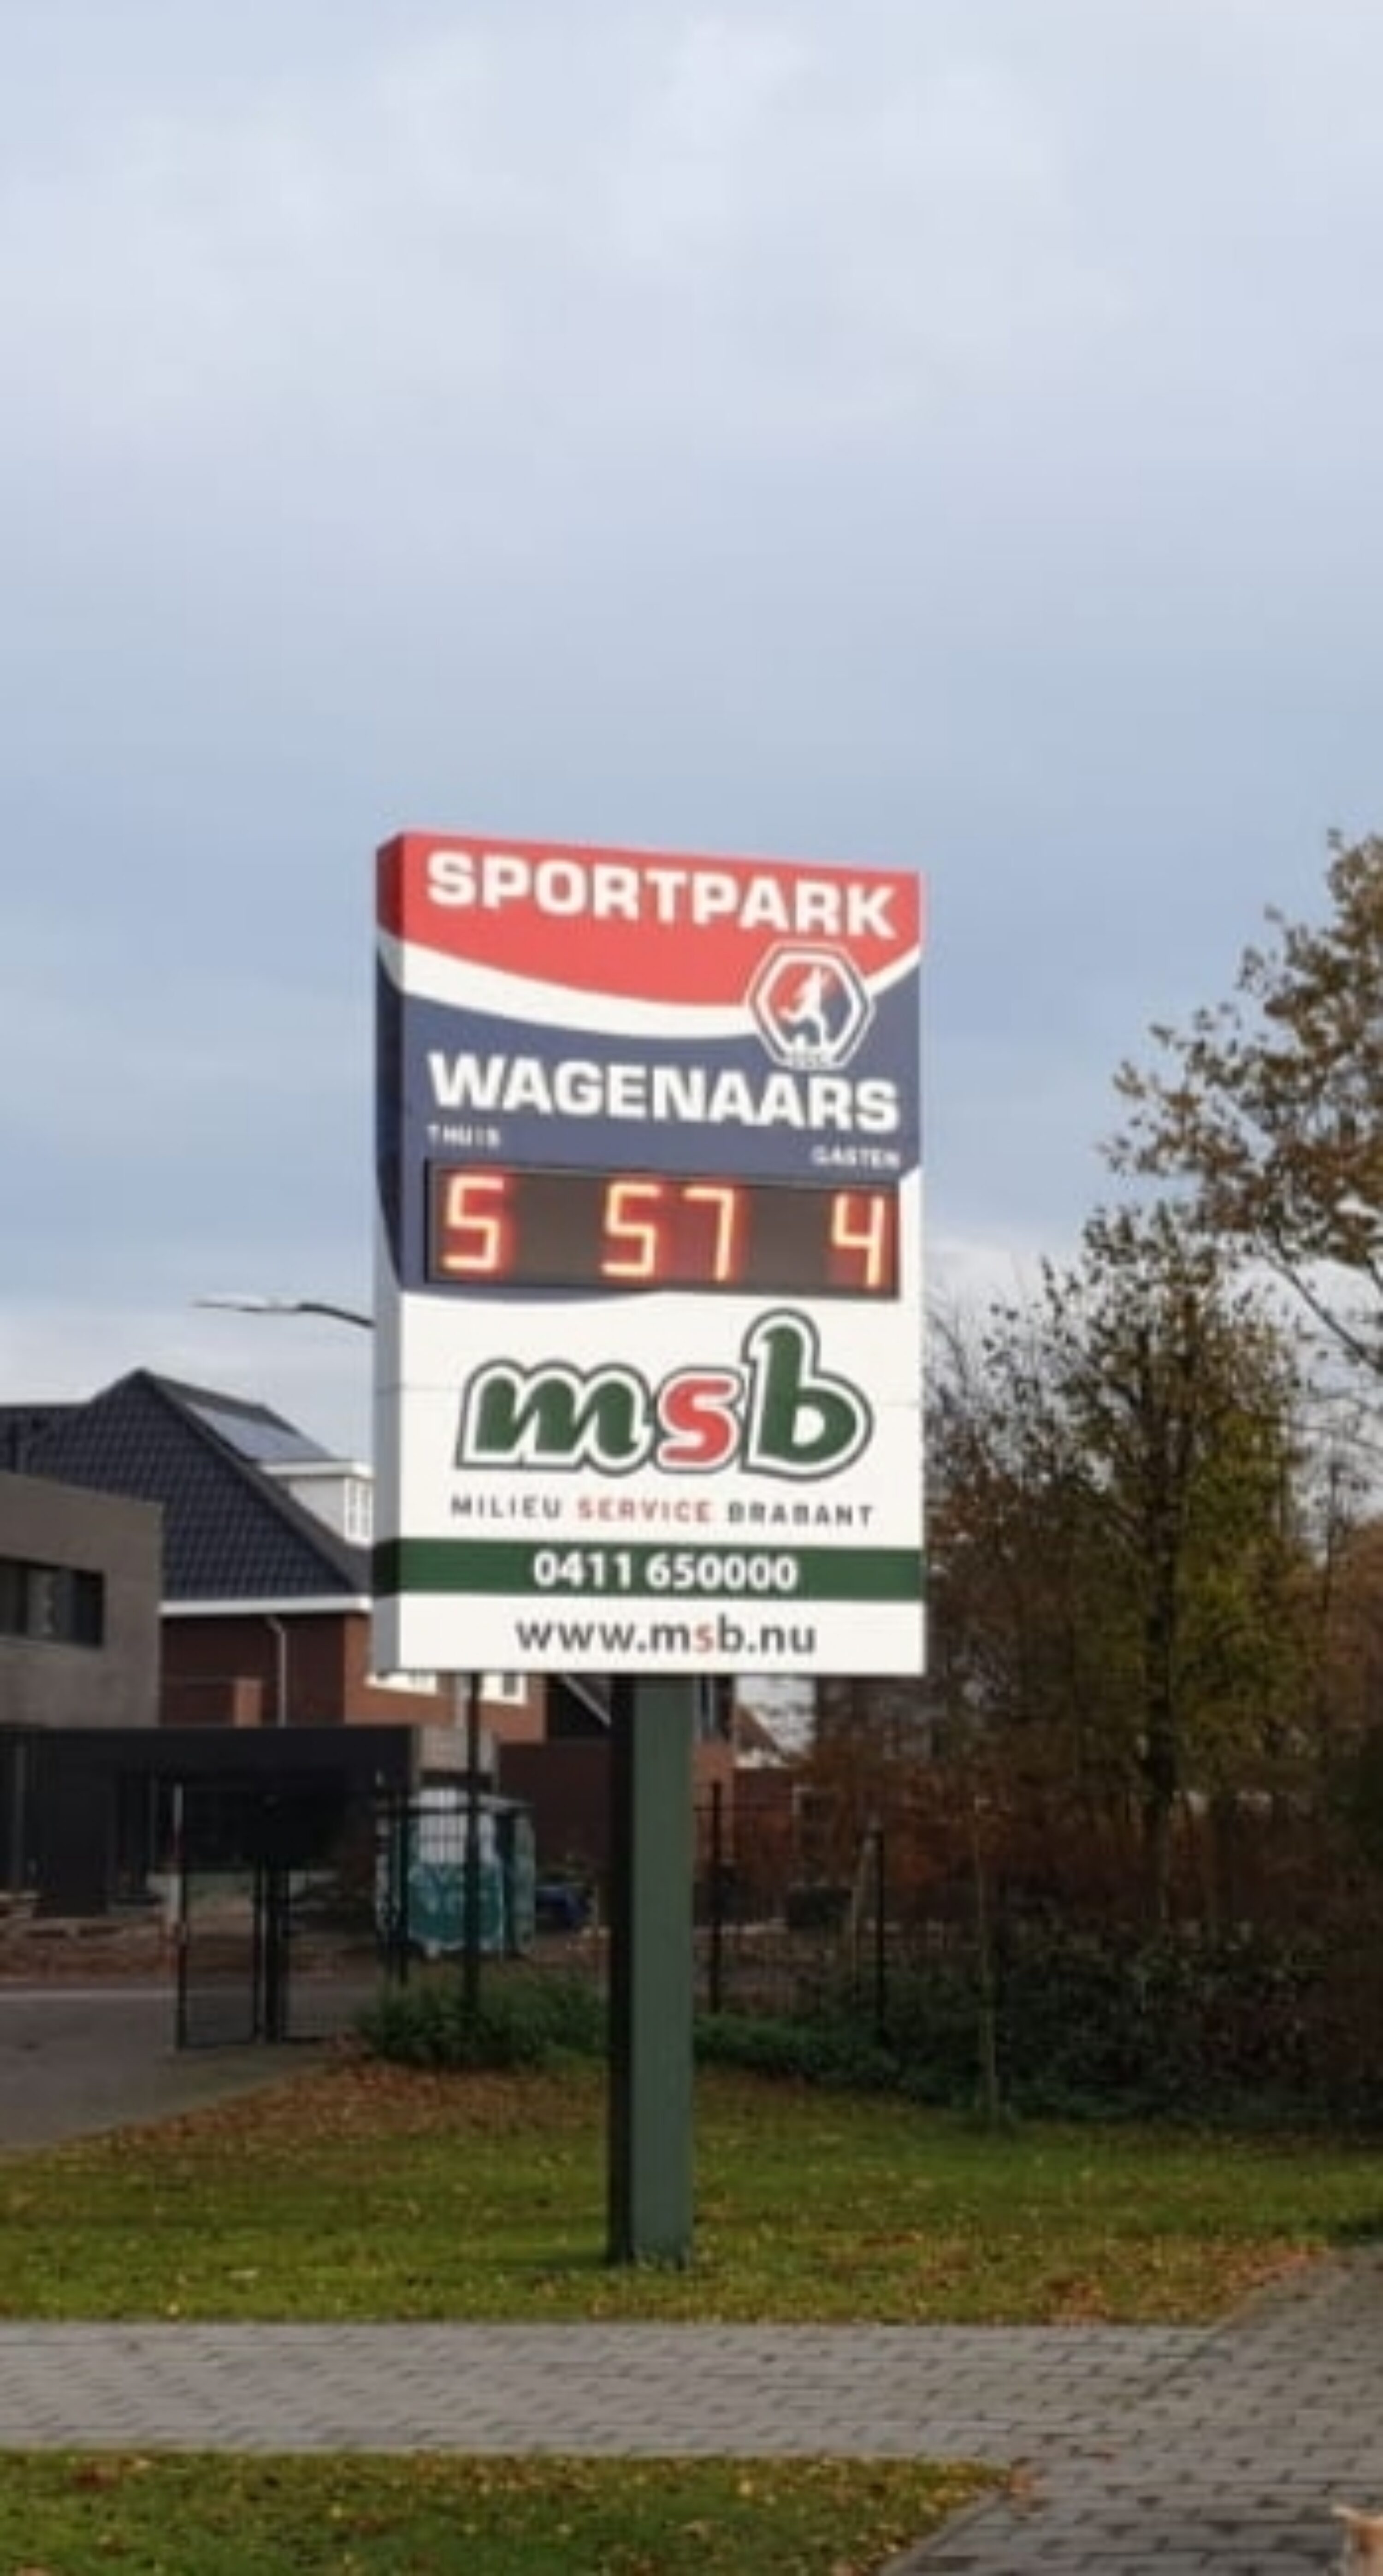 SPORTPARK
WAGENAARS
THUIS GASTEN
5 57 4
msb
MILIEU SERVICE BRABANT
0411 650000
www.msb.nu